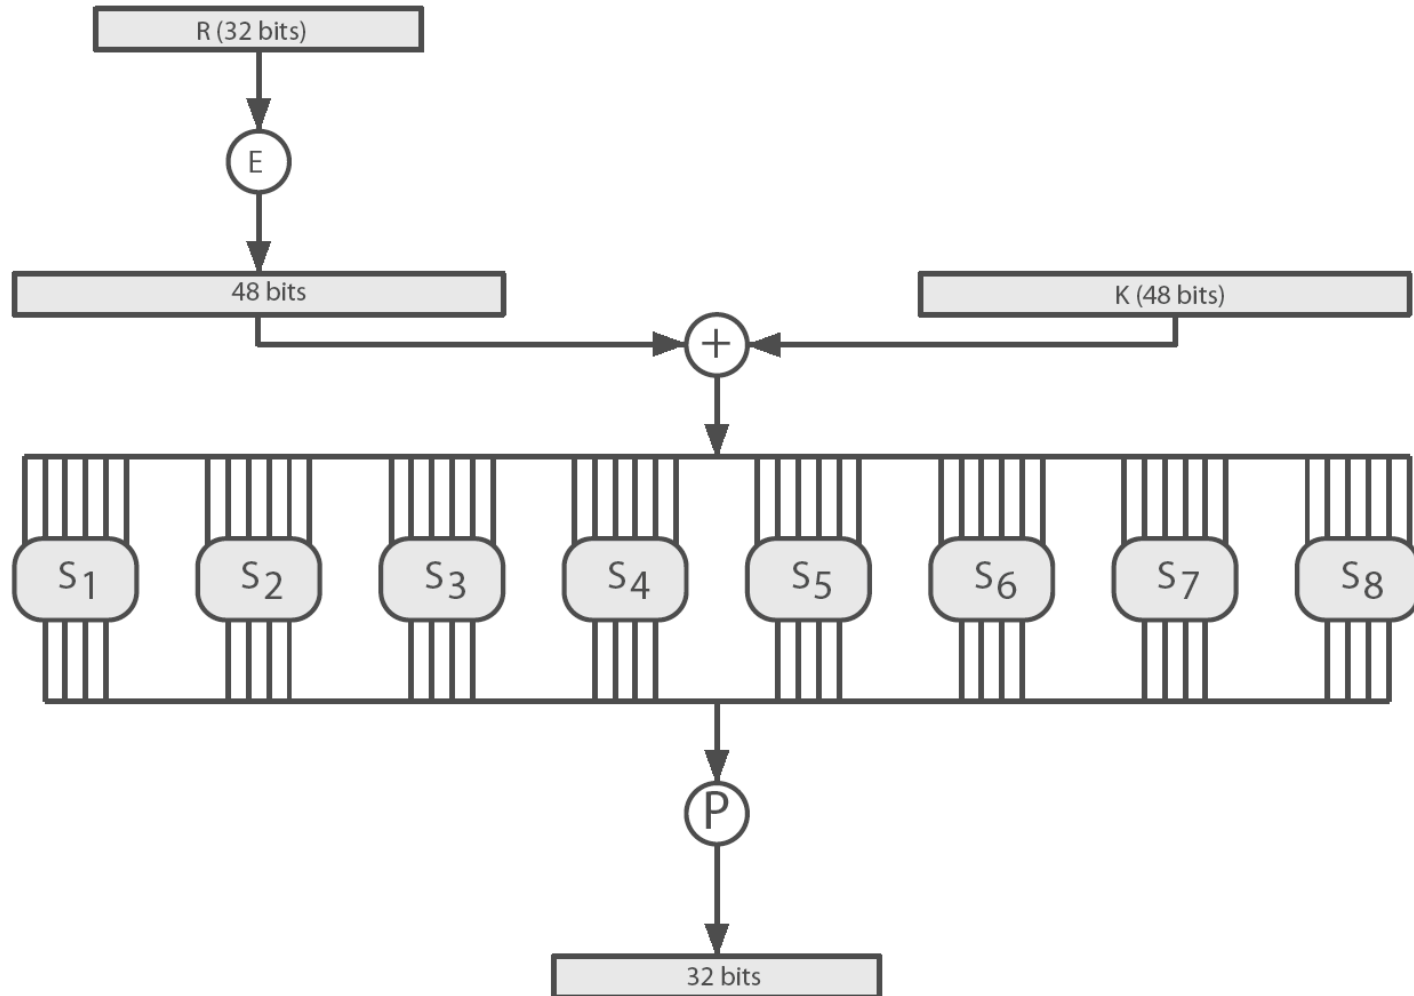 R (32 bits)
E
48 bits
K (48 bits)
+
S1 S2 S3 S4 S5 S6 S7 S8
P
32 bits